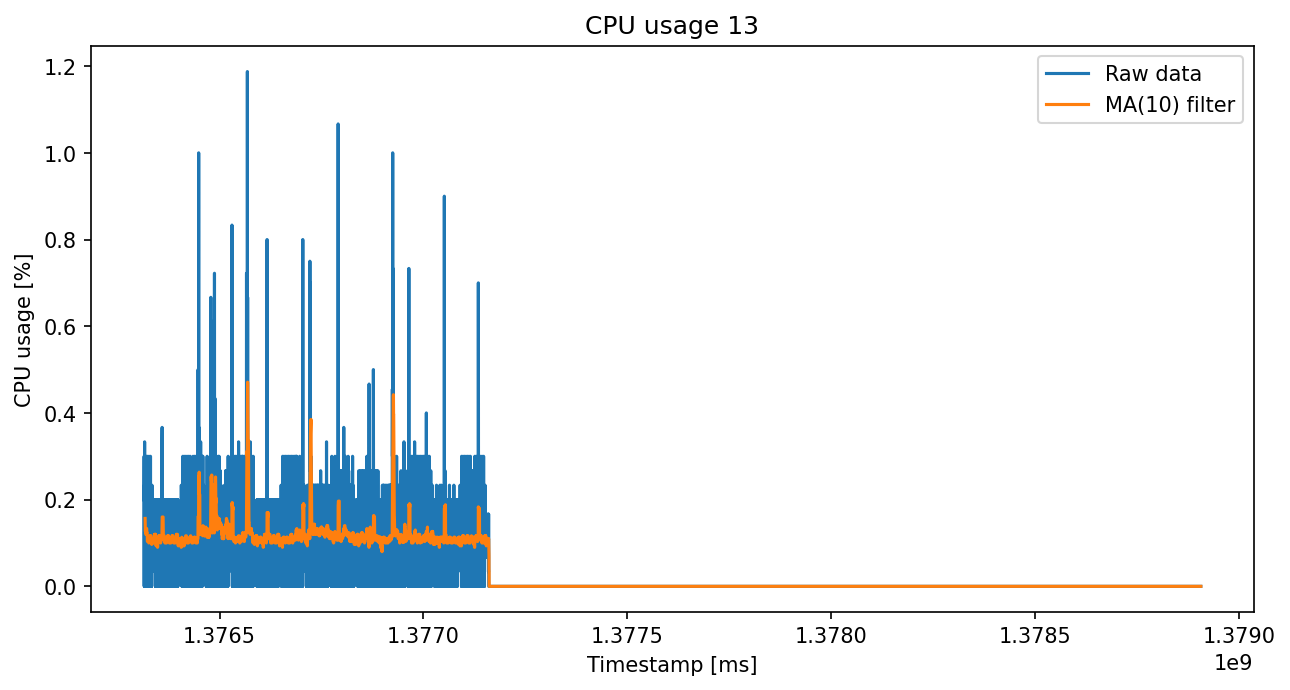 CPU usage 13
Raw data
MA(10) filter
CPU usage [%]
1.2
1.0
0.8
0.6
0.4
0.2
0.0
1.3765 1.3770 1.3775 1.3780 1.3785 1.3790
1e9
Timestamp [ms]